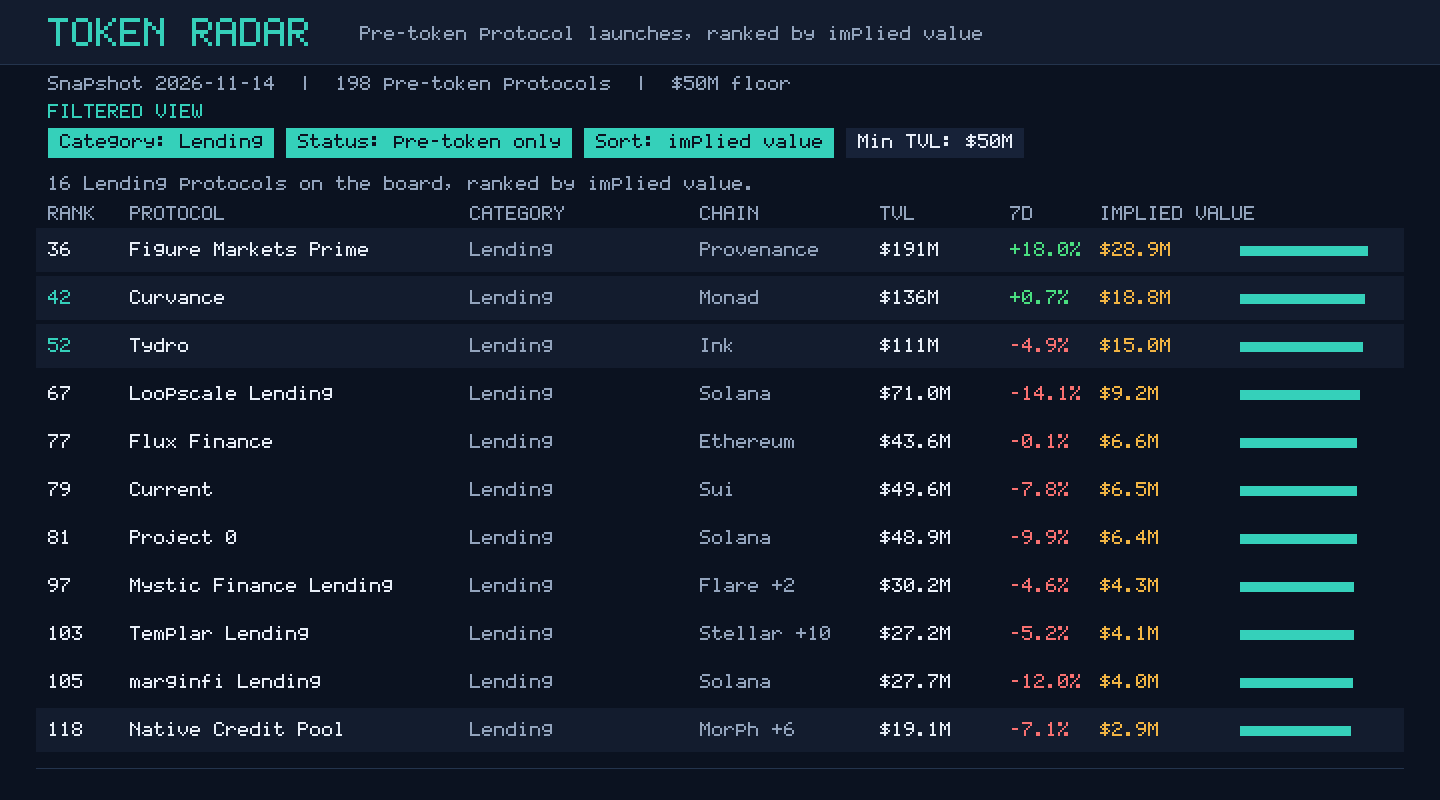 TOKEN RADAR Pre-token Protocol launches, ranked by implied value
Snapshot 2026-11-14 | 198 Pre-token Protocols | $50M floor
FILTERED VIEW
Category: Lending Status: Pre-token only Sort: implied value Min TVL: $50M
16 Lending Protocols on the board, ranked by implied value.
RANK PROTOCOL CATEGORY CHAIN TVL 7D IMPLIED VALUE
36 Figure Markets Prime Lending Provenance $191M +18.0% $28.9M
42 Curvance Lending Monad $136M +0.7% $18.8M
52 Tydro Lending Ink $111M -4.9% $15.0M
67 Loopscale Lending Lending Solana $71.0M -14.1% $9.2M
77 Flux Finance Lending Ethereum $43.6M -0.1% $6.6M
79 Current Lending Sui $49.6M -7.8% $6.5M
81 Project 0 Lending Solana $48.9M -9.9% $6.4M
97 Mystic Finance Lending Lending Flare +2 $30.2M -4.6% $4.3M
103 Templar Lending Lending Stellar +10 $27.2M -5.2% $4.1M
105 marginfi Lending Lending Solana $27.7M -12.0% $4.0M
118 Native Credit Pool Lending Morph +6 $19.1M -7.1% $2.9M